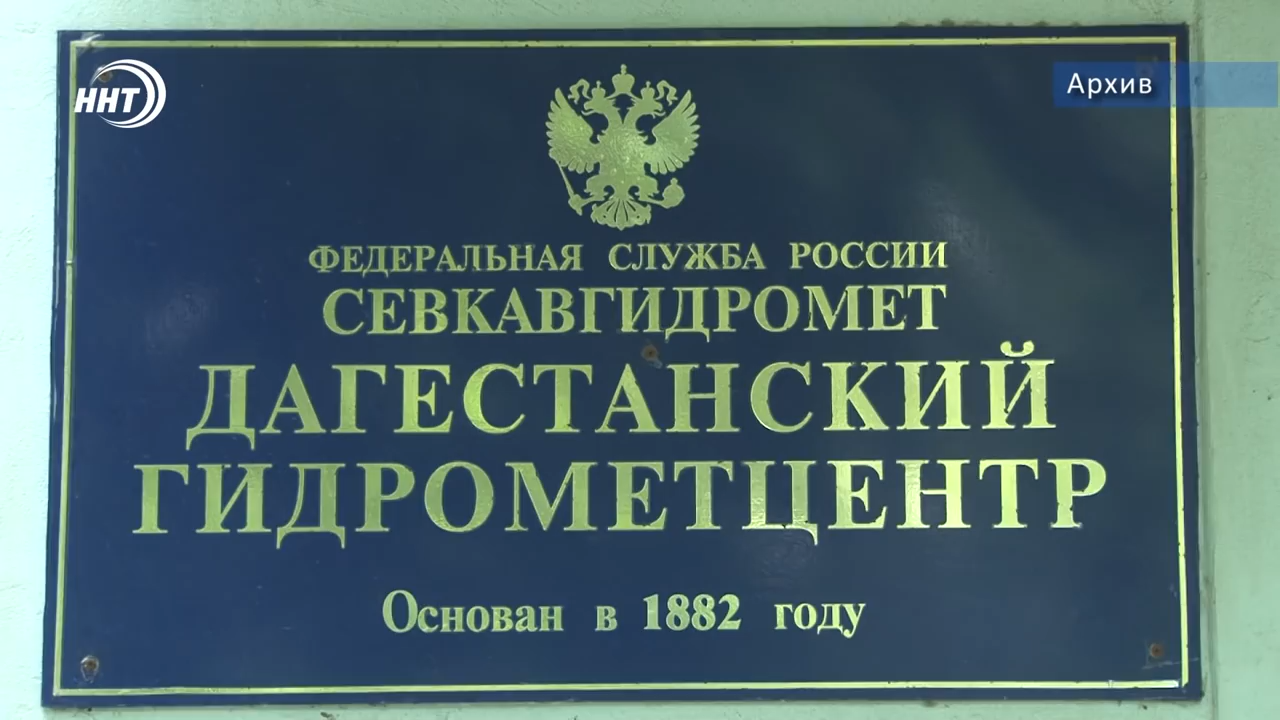 ННТ
Архив
ФЕДЕРАЛЬНАЯ СЛУЖБА РОССИИ
СЕВКАВГИДРОМЕТ
ДАГЕСТАНСКИЙ
ГИДРОМЕТЦЕНТР
Основан в 1882 году